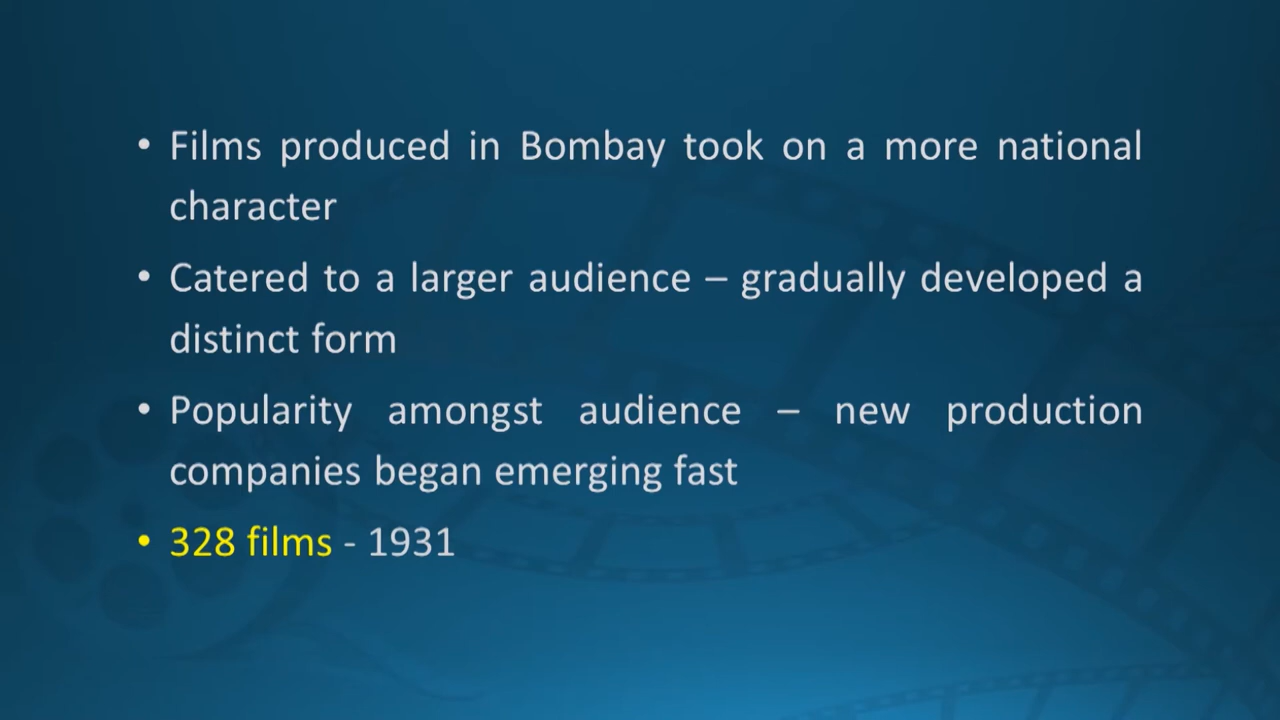 • Films produced in Bombay took on a more national
character
• Catered to a larger audience – gradually developed a
distinct form
• Popularity amongst audience – new production
companies began emerging fast
• 328 films - 1931